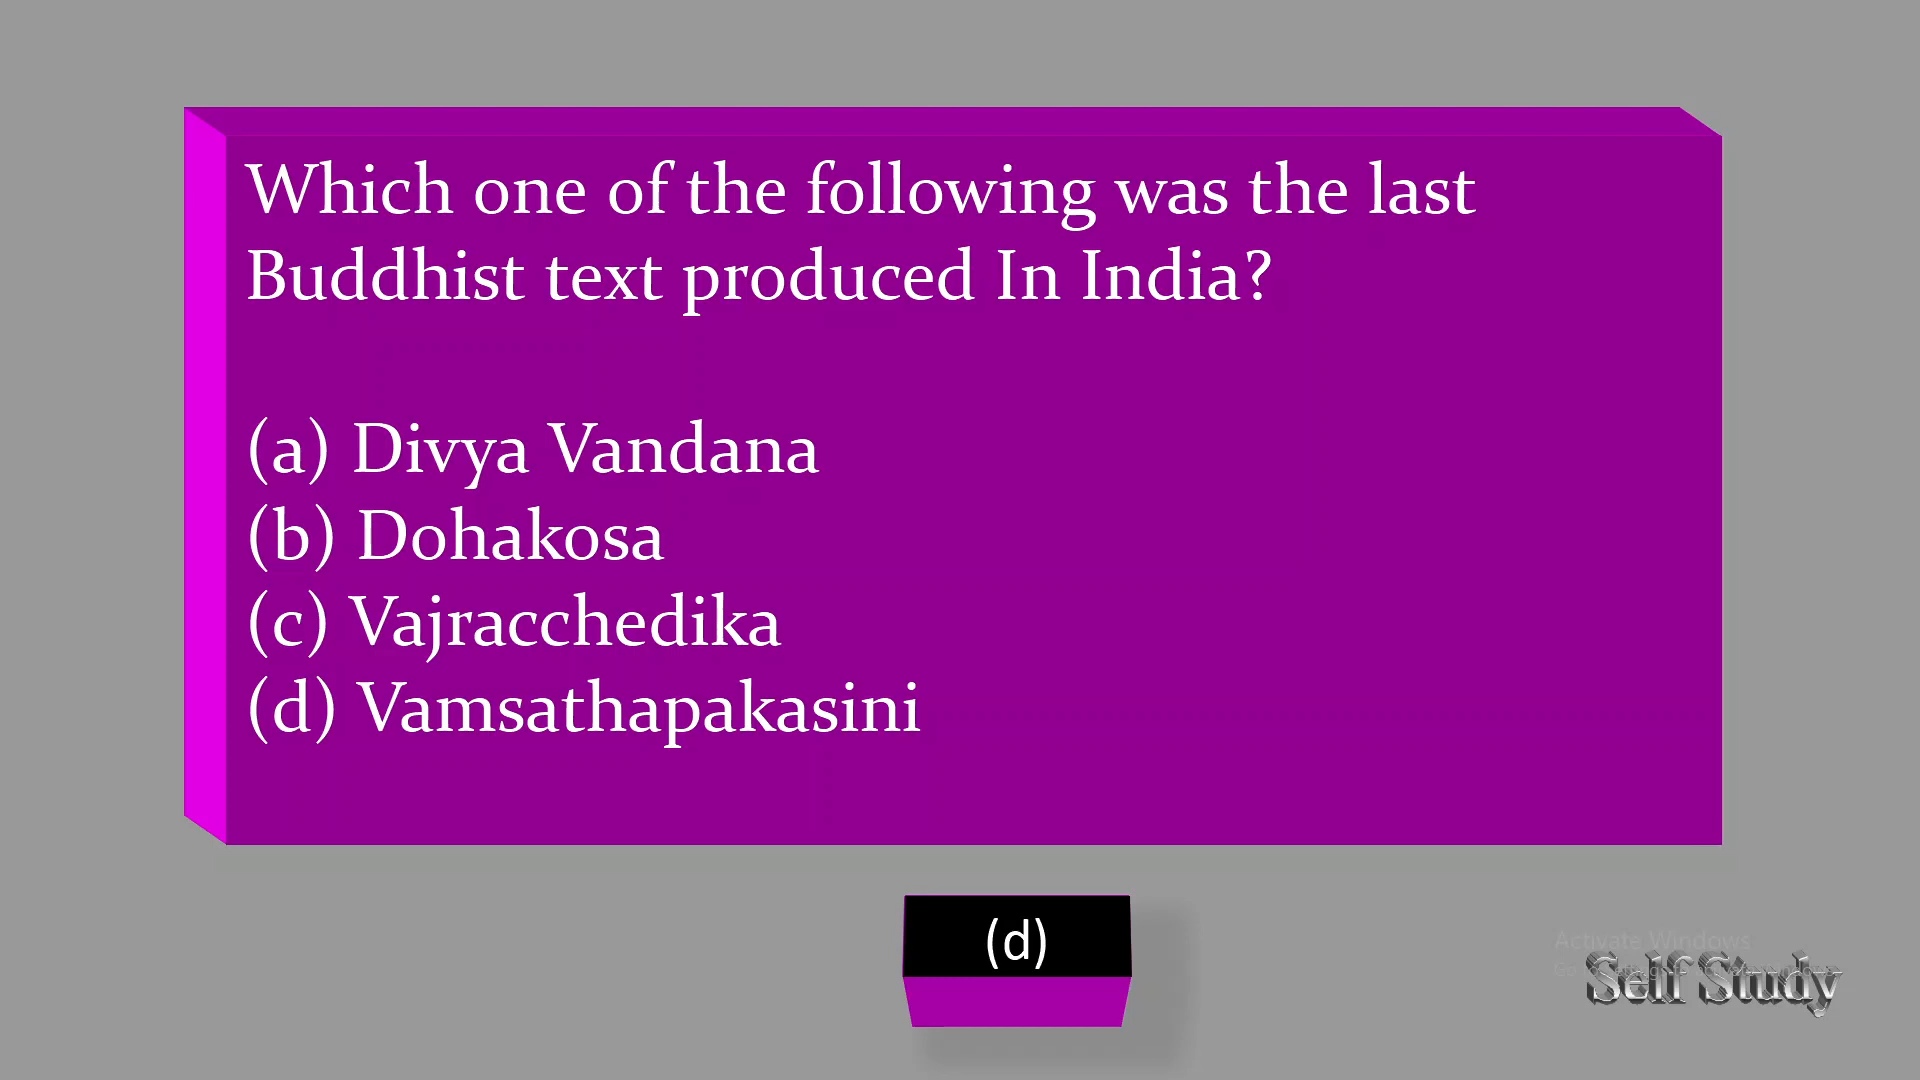 Which one of the following was the last
Buddhist text produced In India?
(a) Divya Vandana
(b) Dohakosa
(c) Vajracchedika
(d) Vamsathapakasini
(d)
Activate Windows
Self Study